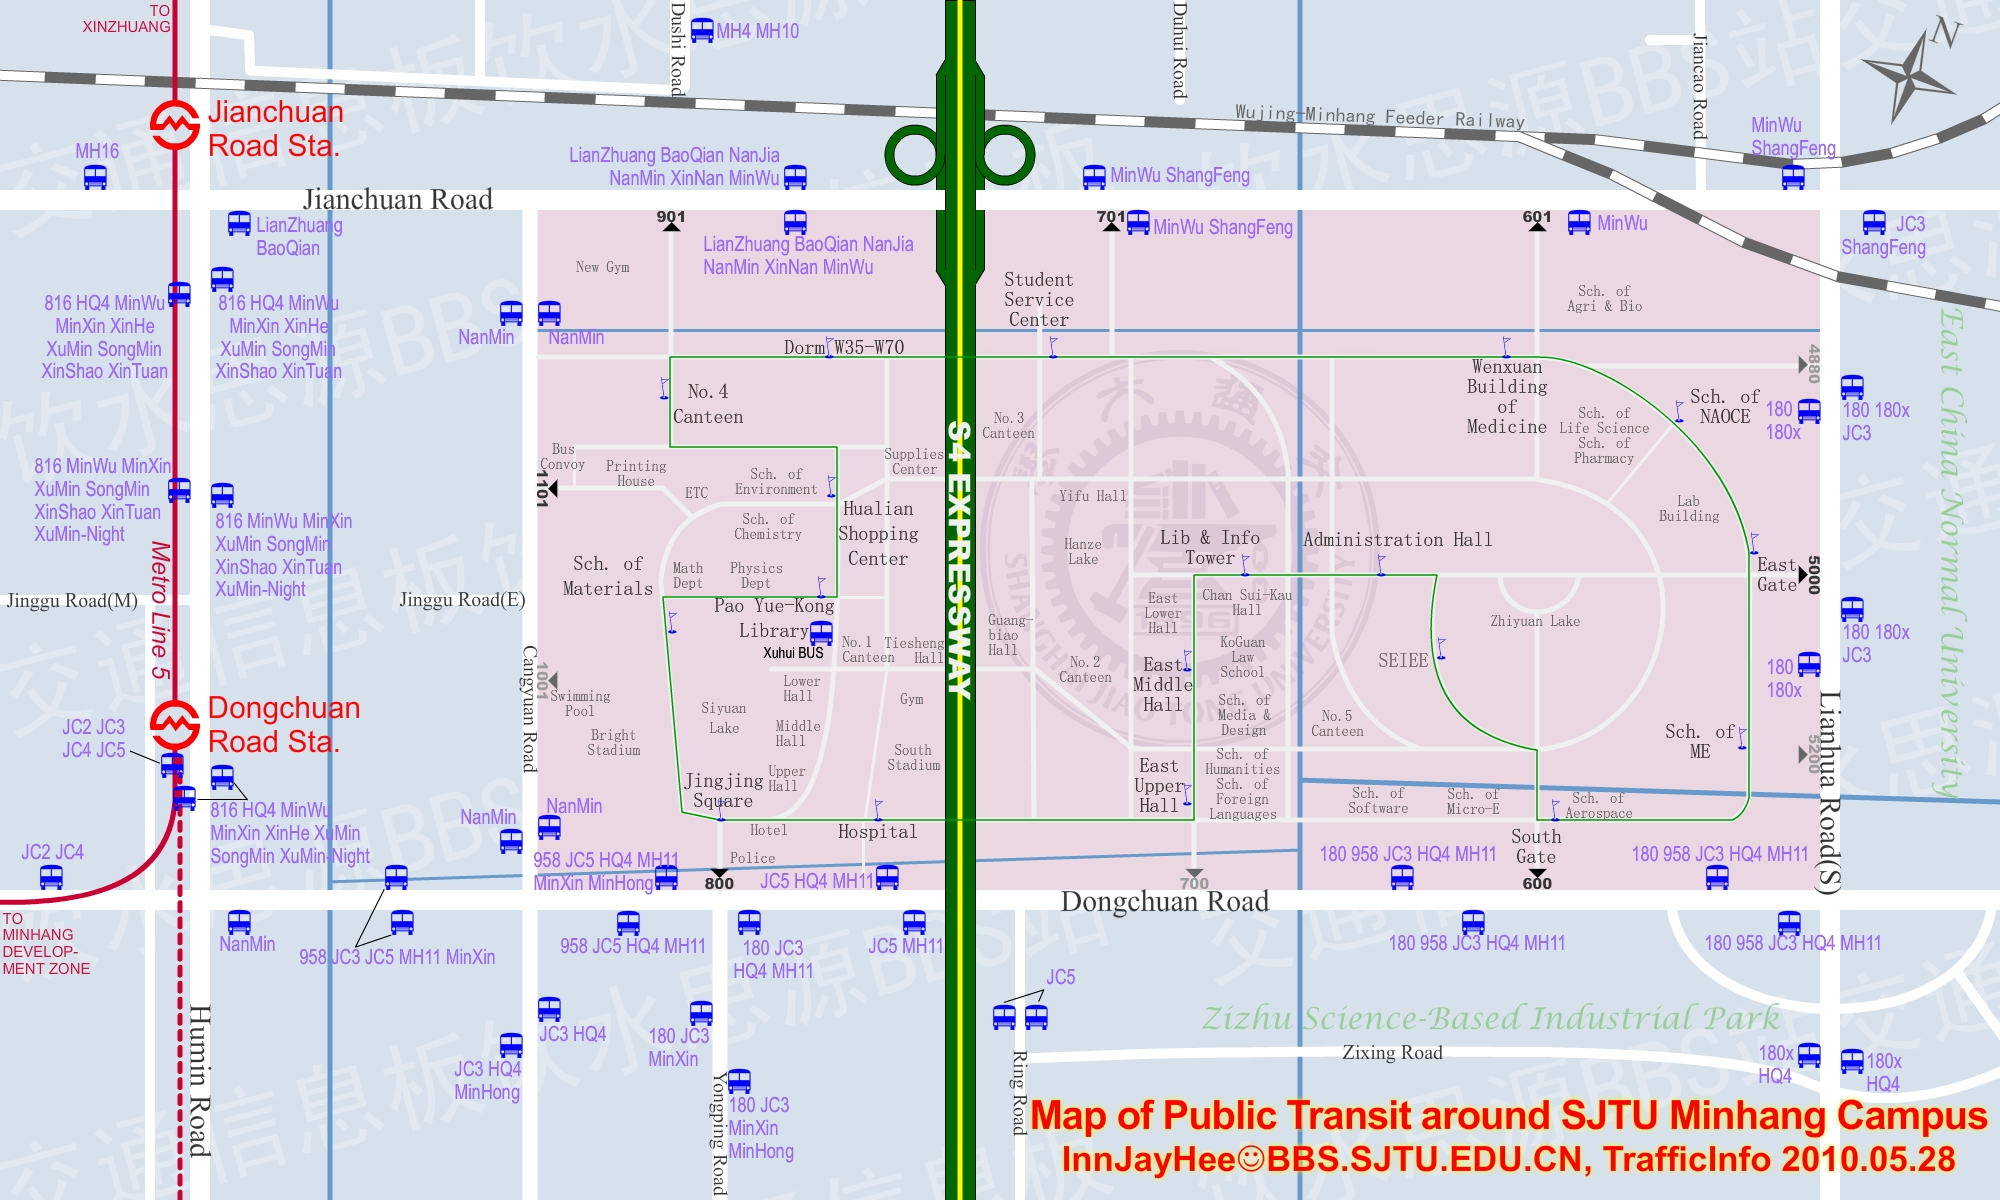 TO
XINZHUANG
Dushi Road
MH4 MH10
Duhui Road
Jiancao Road
N
Jianchuan
Road Sta.
Wujing-Minhang Feeder Railway
MinWu
ShangFeng
MH16
LianZhuang BaoQian NanJia
NanMin XinNan MinWu
MinWu ShangFeng
Jianchuan Road
LianZhuang
BaoQian
901
LianZhuang BaoQian NanJia
NanMin XinNan MinWu
701
MinWu ShangFeng
601
MinWu
JC3
ShangFeng
New Gym
Student
Service
Center
Sch. of
Agri & Bio
816 HQ4 MinWu
MinXin XinHe
XuMin SongMin
XinShao XinTuan
816 HQ4 MinWu
MinXin XinHe
XuMin SongMin
XinShao XinTuan
NanMin
NanMin
Dorm W35-W70
Wenxuan
Building
of
Medicine
4880
East China Normal University
No.4
Canteen
No.3
Canteen
Sch. of
Life Science
Sch. of
Pharmacy
Sch. of
NAOCE
180
180x
180 180x
JC3
S4 EXPRESSWAY
Bus
Convoy
Printing
House
ETC
Sch. of
Environment
Supplies
Center
1101
Yifu Hall
Lab
Building
816 MinWu MinXin
XuMin SongMin
XinShao XinTuan
XuMin-Night
816 MinWu MinXin
XuMin SongMin
XinShao XinTuan
XuMin-Night
Sch. of
Chemistry
Hualian
Shopping
Center
Hanze
Lake
Lib & Info
Tower
Administration Hall
East
Gate
5000
Metro Line 5
Sch. of
Materials
Math
Dept
Physics
Dept
Jinggu Road(M)
Jinggu Road(E)
Pao Yue-Kong
Library
Xuhui BUS
No.1
Canteen
Tiesheng
Hall
Guang-
biao
Hall
East
Lower
Hall
Chan Sui-Kau
Hall
Zhiyuan Lake
180 180x
JC3
SHANGHAI JIAO TONG UNIVERSITY
1896
Cangyuan Road
1001
Swimming
Pool
Lower
Hall
No.2
Canteen
East
Middle
Hall
KoGuan
Law
School
SEIEE
180
180x
Dongchuan
Road Sta.
Siyuan
Lake
Gym
Middle
Hall
Sch. of
Media &
Design
No.5
Canteen
Sch. of
ME
5200
Lianhua Road(S)
JC2 JC3
JC4 JC5
Bright
Stadium
South
Stadium
Upper
Hall
Jingjing
Square
East
Upper
Hall
Sch. of
Humanities
Sch. of
Foreign
Languages
Sch. of
Software
Sch. of
Micro-E
Sch. of
Aerospace
816 HQ4 MinWu
MinXin XinHe XuMin
SongMin XuMin-Night
NanMin
NanMin
Hotel
Hospital
South
Gate
JC2 JC4
958 JC5 HQ4 MH11
MinXin MinHong
Police
800
JC5 HQ4 MH11
700
180 958 JC3 HQ4 MH11
600
180 958 JC3 HQ4 MH11
Dongchuan Road
TO
MINHANG
DEVELOP-
MENT ZONE
NanMin
958 JC3 JC5 MH11 MinXin
958 JC5 HQ4 MH11
180 JC3
HQ4 MH11
JC5 MH11
180 958 JC3 HQ4 MH11
180 958 JC3 HQ4 MH11
JC5
Zizhu Science-Based Industrial Park
Humin Road
JC3 HQ4
JC3 HQ4
MinHong
180 JC3
MinXin
Yongping Road
180 JC3
MinXin
MinHong
Ring Road
Zixing Road
180x
HQ4
180x
HQ4
Map of Public Transit around SJTU Minhang Campus
InnJayHee☺BBS.SJTU.EDU.CN, TrafficInfo 2010.05.28